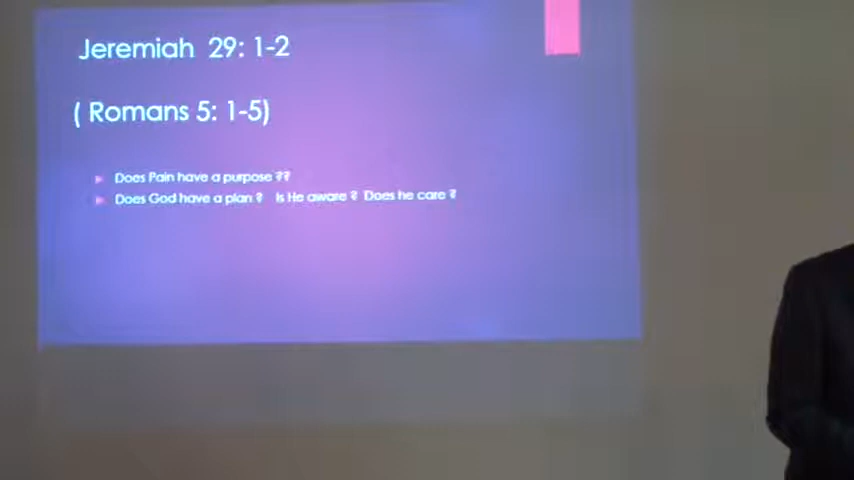 Jeremiah 29: 1-2
( Romans 5: 1-5)
Does Pain have a purpose ??
Does God have a plan ? Is He aware ? Does he care ?